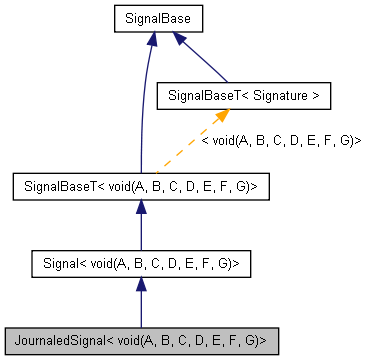 SignalBase
SignalBaseT< Signature >
< void(A, B, C, D, E, F, G)>
SignalBaseT< void(A, B, C, D, E, F, G)>
Signal< void(A, B, C, D, E, F, G)>
JournaledSignal< void(A, B, C, D, E, F, G)>